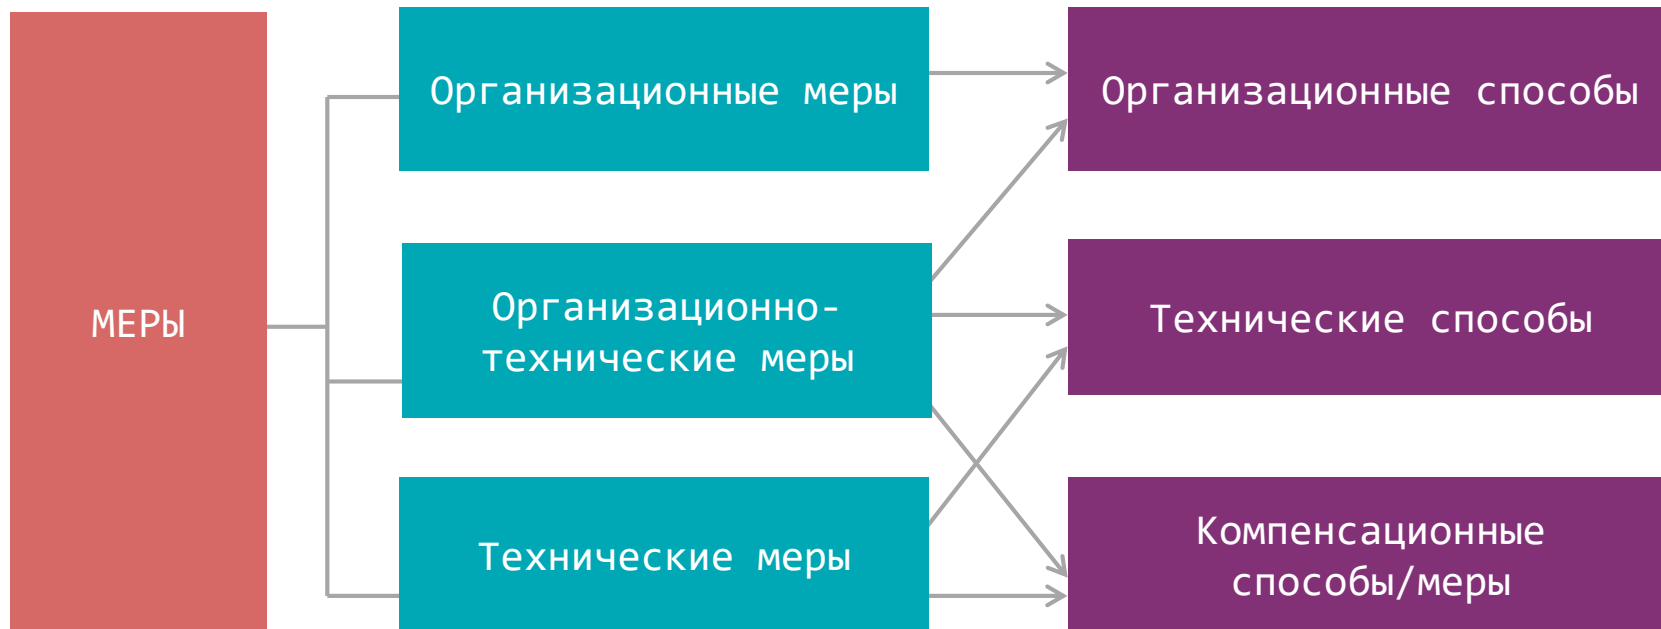 МЕРЫ
Организационные меры
Организационно-
технические меры
Технические меры
Организационные способы
Технические способы
Компенсационные
способы/меры